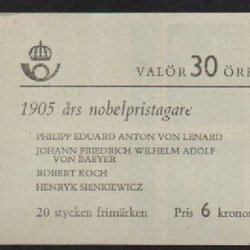 VALÖR 30 ÖRE
1905 års nobelpristagare
PHILIPP EDUARD ANTON VON LENARD
JOHANN FRIEDRICH WILHELM ADOLF
VON BAEYER
ROBERT KOCH
HENRYK SIENKIEWICZ
20 stycken frimärken Pris 6 kronor